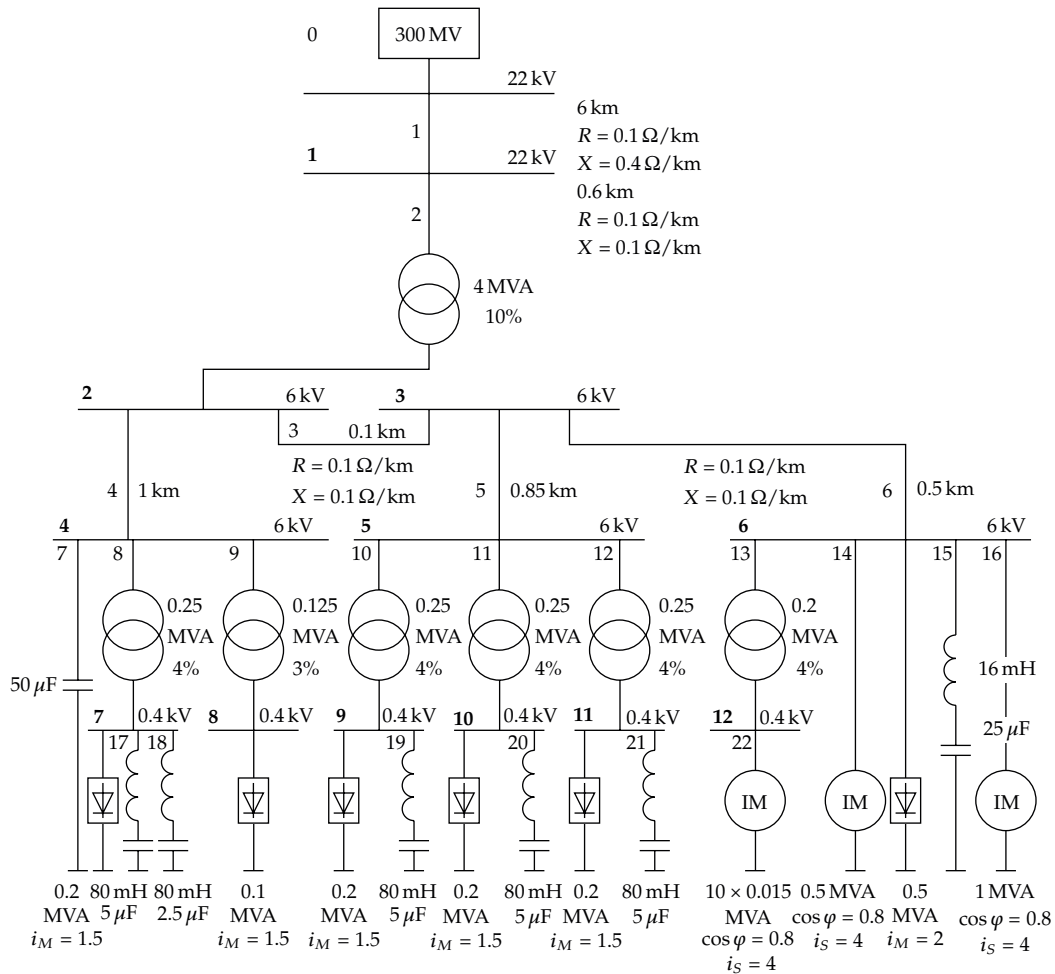 0
300 MV
22 kV
6 km
1
R = 0.1 Ω/km
1
22 kV
X = 0.4 Ω/km
0.6 km
2
R = 0.1 Ω/km
X = 0.1 Ω/km
4 MVA
10%
2
6 kV
3
6 kV
3
0.1 km
R = 0.1 Ω/km
X = 0.1 Ω/km
R = 0.1 Ω/km
X = 0.1 Ω/km
4
1 km
5
0.85 km
6
0.5 km
4
6 kV
5
6 kV
6
6 kV
7
8
9
10
11
12
13
14
15
16
0.25
MVA
4%
0.125
MVA
3%
0.25
MVA
4%
0.25
MVA
4%
0.25
MVA
4%
0.2
MVA
4%
16 mH
25 μF
50 μF
7
0.4 kV
8
0.4 kV
9
0.4 kV
10
0.4 kV
11
0.4 kV
12
0.4 kV
17
18
19
20
21
22
IM
IM
IM
0.2
MVA
i_M = 1.5
80 mH
5 μF
80 mH
2.5 μF
0.1
MVA
i_M = 1.5
0.2
MVA
i_M = 1.5
80 mH
5 μF
0.2
MVA
i_M = 1.5
80 mH
5 μF
0.2
MVA
i_M = 1.5
80 mH
5 μF
10 × 0.015
MVA
cos φ = 0.8
i_S = 4
0.5 MVA
cos φ = 0.8
i_S = 4
0.5
MVA
i_M = 2
1 MVA
cos φ = 0.8
i_S = 4